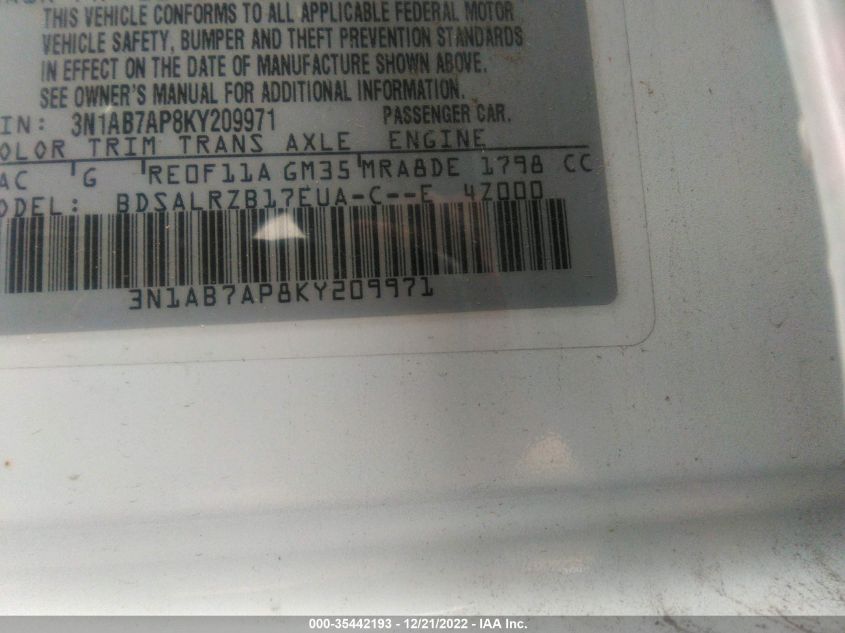 THIS VEHICLE CONFORMS TO ALL APPLICABLE FEDERAL MOTOR
VEHICLE SAFETY, BUMPER AND THEFT PREVENTION STANDARDS
IN EFFECT ON THE DATE OF MANUFACTURE SHOWN ABOVE.
SEE OWNER'S MANUAL FOR ADDITIONAL INFORMATION.
IN: 3N1AB7AP8KY209971 PASSENGER CAR.
OLOR TRIM TRANS AXLE ENGINE
AC G RE0F11A GM35 MRA8DE 1798 CC
ODEL: BDSALRZB17EUA-C--E 4Z000
3N1AB7AP8KY209971
000-35442193 - 12/21/2022 - IAA Inc.